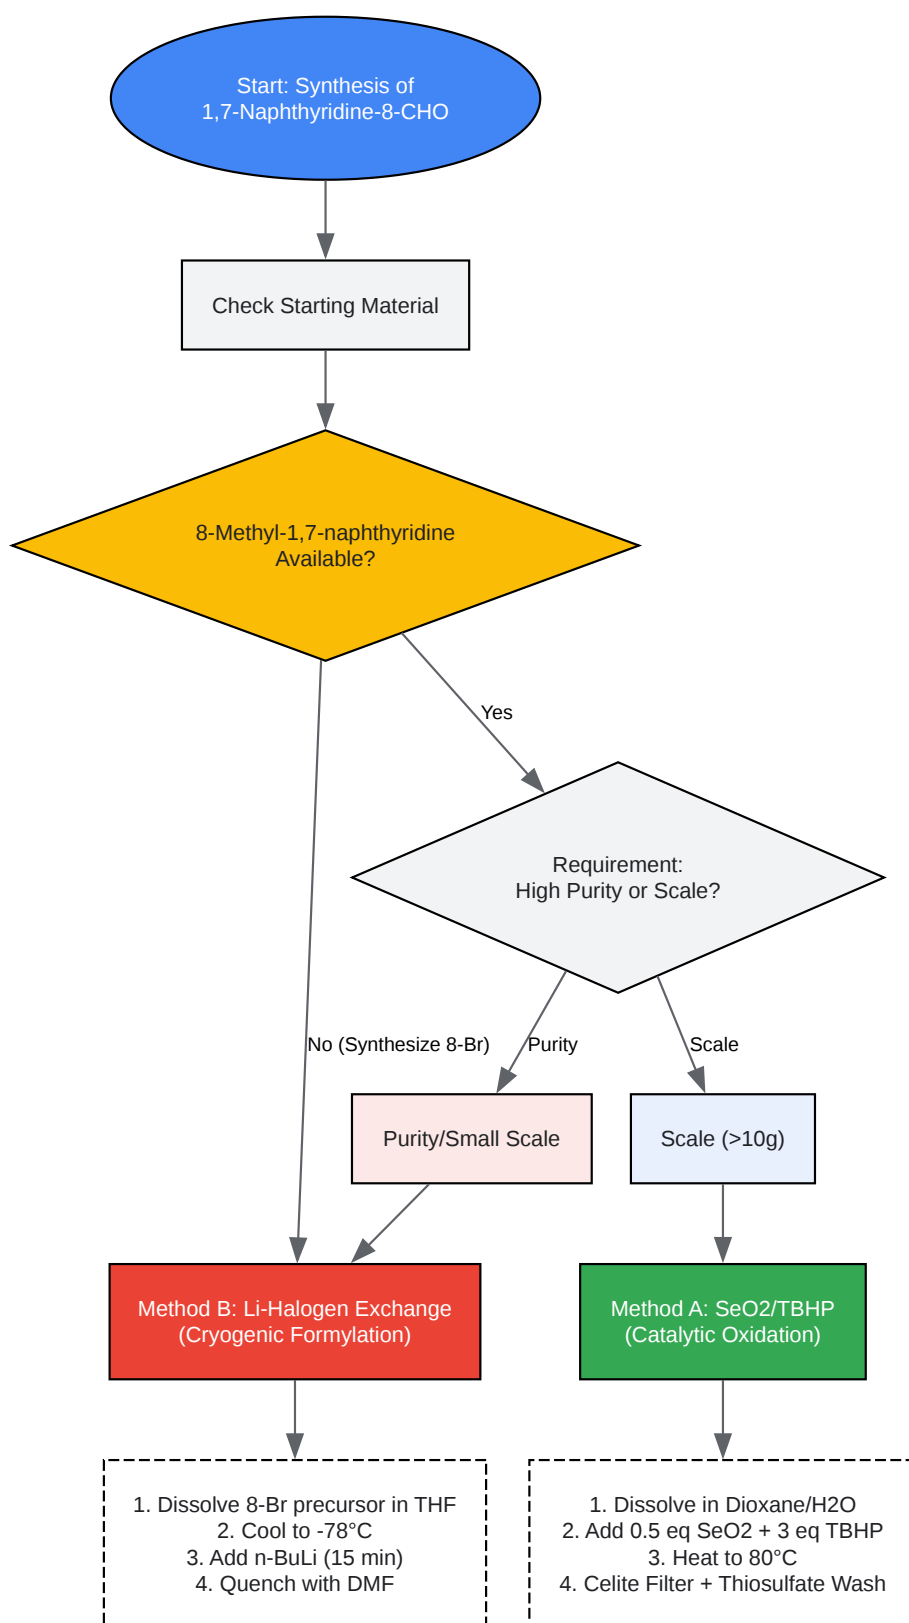 Start: Synthesis of
1,7-Naphthyridine-8-CHO
Check Starting Material
8-Methyl-1,7-naphthyridine
Available?
Yes
Requirement:
High Purity or Scale?
No (Synthesize 8-Br)
Purity
Scale
Purity/Small Scale
Scale (>10g)
Method B: Li-Halogen Exchange
(Cryogenic Formylation)
Method A: SeO2/TBHP
(Catalytic Oxidation)
1. Dissolve 8-Br precursor in THF
2. Cool to -78°C
3. Add n-BuLi (15 min)
4. Quench with DMF
1. Dissolve in Dioxane/H2O
2. Add 0.5 eq SeO2 + 3 eq TBHP
3. Heat to 80°C
4. Celite Filter + Thiosulfate Wash